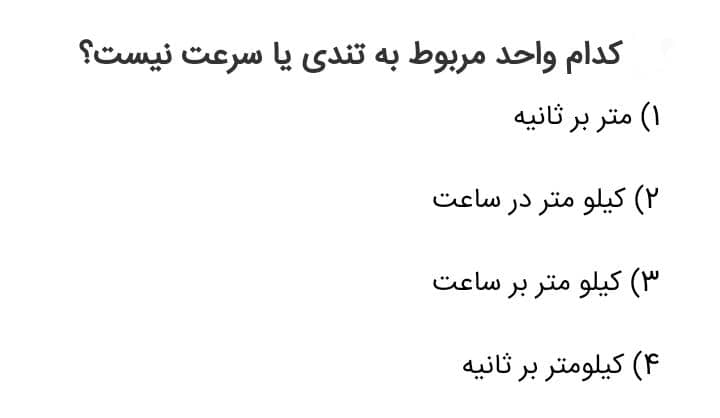 کدام واحد مربوط به تندی یا سرعت نیست؟
۱) متر بر ثانیه
۲) کیلو متر در ساعت
۳) کیلو متر بر ساعت
۴) کیلومتر بر ثانیه